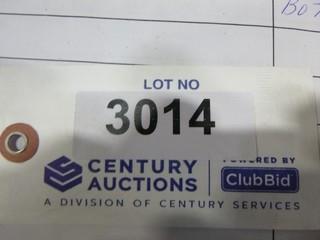 LOT NO
3014
CENTURY AUCTIONS
POWERED BY
ClubBid
A DIVISION OF CENTURY SERVICES